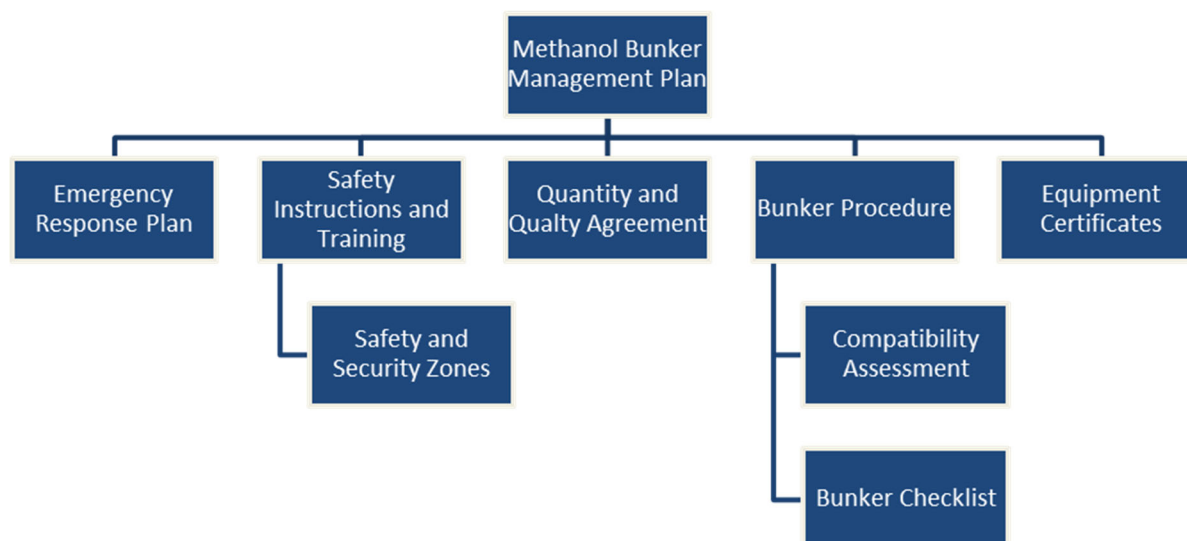 Methanol Bunker
Management Plan
Emergency
Response Plan
Safety
Instructions and
Training
Quantity and
Qualty Agreement
Bunker Procedure
Equipment
Certificates
Safety and
Security Zones
Compatibility
Assessment
Bunker Checklist